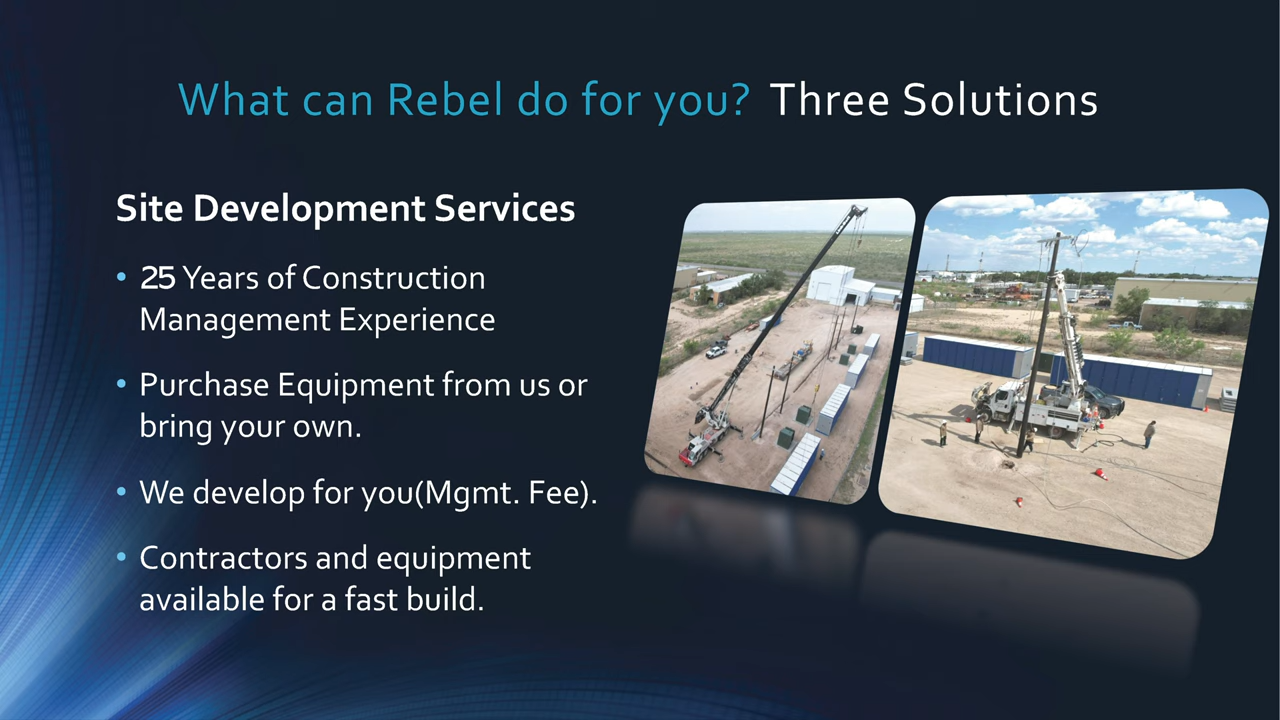 What can Rebel do for you? Three Solutions
Site Development Services
• 25 Years of Construction
Management Experience
• Purchase Equipment from us or
bring your own.
• We develop for you(Mgmt. Fee).
• Contractors and equipment
available for a fast build.